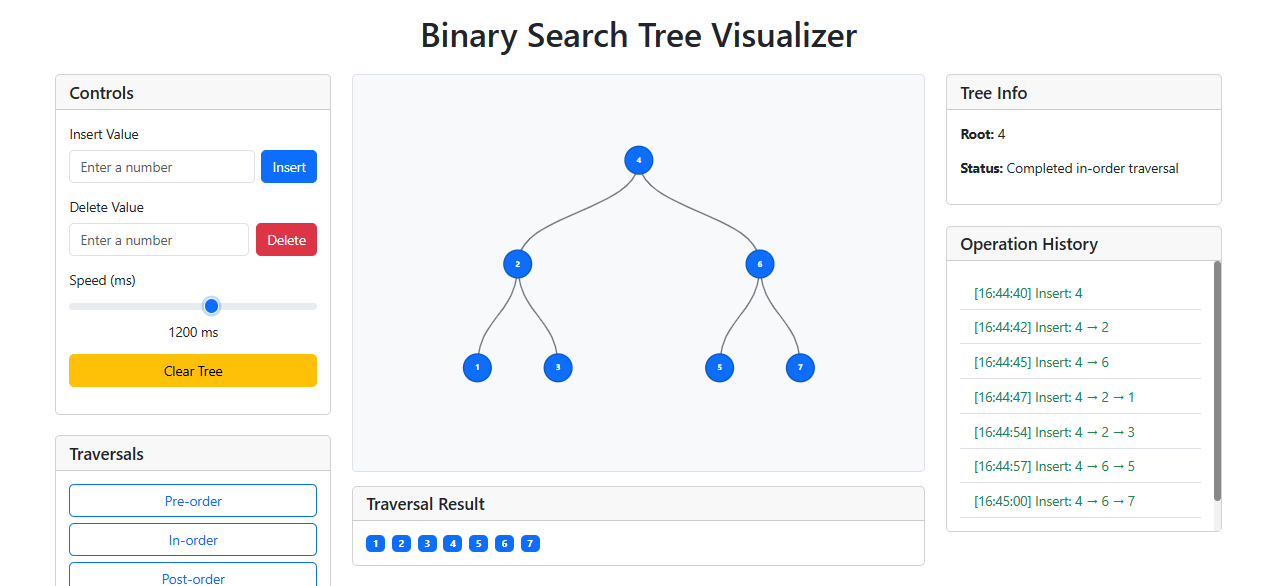 Binary Search Tree Visualizer
Controls
Insert Value
Enter a number
Insert
Delete Value
Enter a number
Delete
Speed (ms)
1200 ms
Clear Tree
Traversals
Pre-order
In-order
Post-order
4
2
6
1
3
5
7
Traversal Result
1 2 3 4 5 6 7
Tree Info
Root: 4
Status: Completed in-order traversal
Operation History
[16:44:40] Insert: 4
[16:44:42] Insert: 4 → 2
[16:44:45] Insert: 4 → 6
[16:44:47] Insert: 4 → 2 → 1
[16:44:54] Insert: 4 → 2 → 3
[16:44:57] Insert: 4 → 6 → 5
[16:45:00] Insert: 4 → 6 → 7